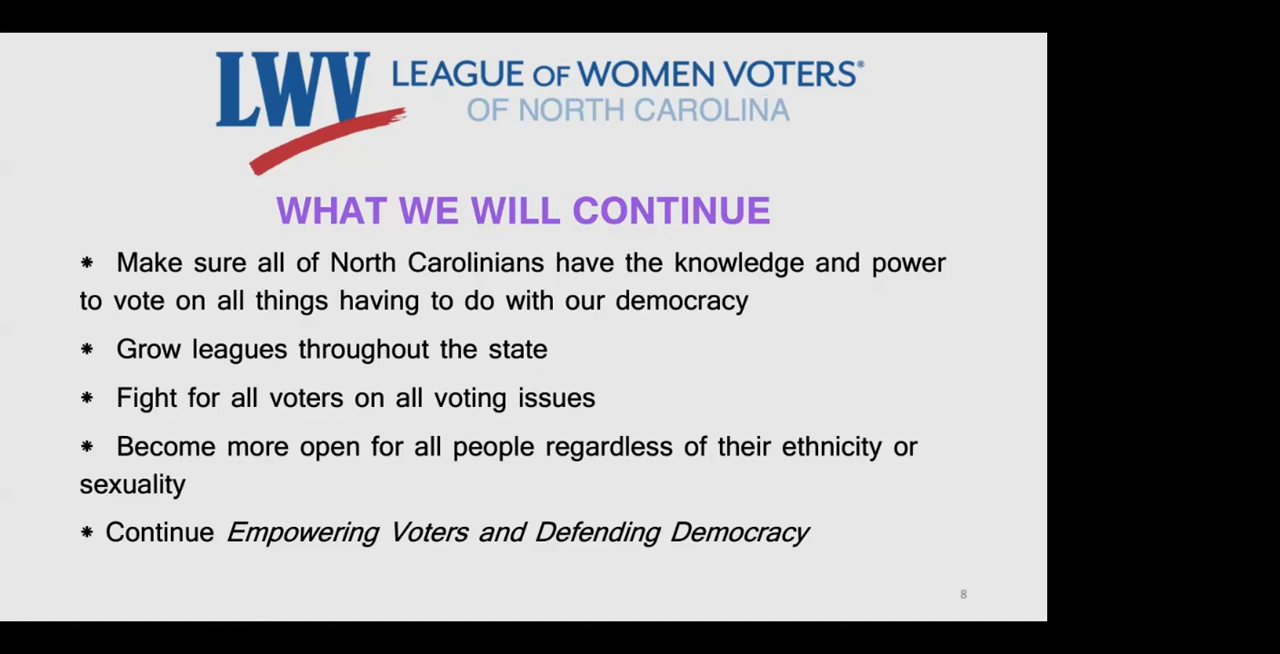 LWV LEAGUE OF WOMEN VOTERS®
OF NORTH CAROLINA
WHAT WE WILL CONTINUE
* Make sure all of North Carolinians have the knowledge and power
to vote on all things having to do with our democracy
* Grow leagues throughout the state
* Fight for all voters on all voting issues
* Become more open for all people regardless of their ethnicity or
sexuality
* Continue Empowering Voters and Defending Democracy
8